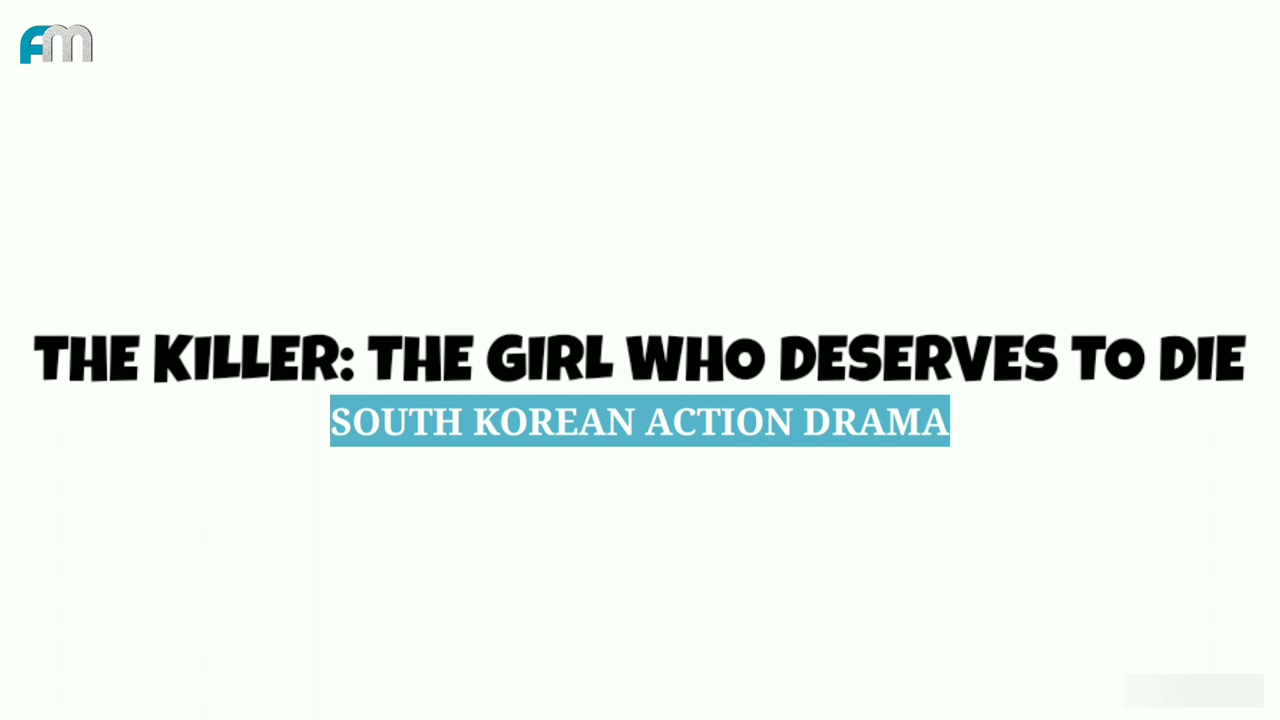 FM
THE KILLER: THE GIRL WHO DESERVES TO DIE
SOUTH KOREAN ACTION DRAMA